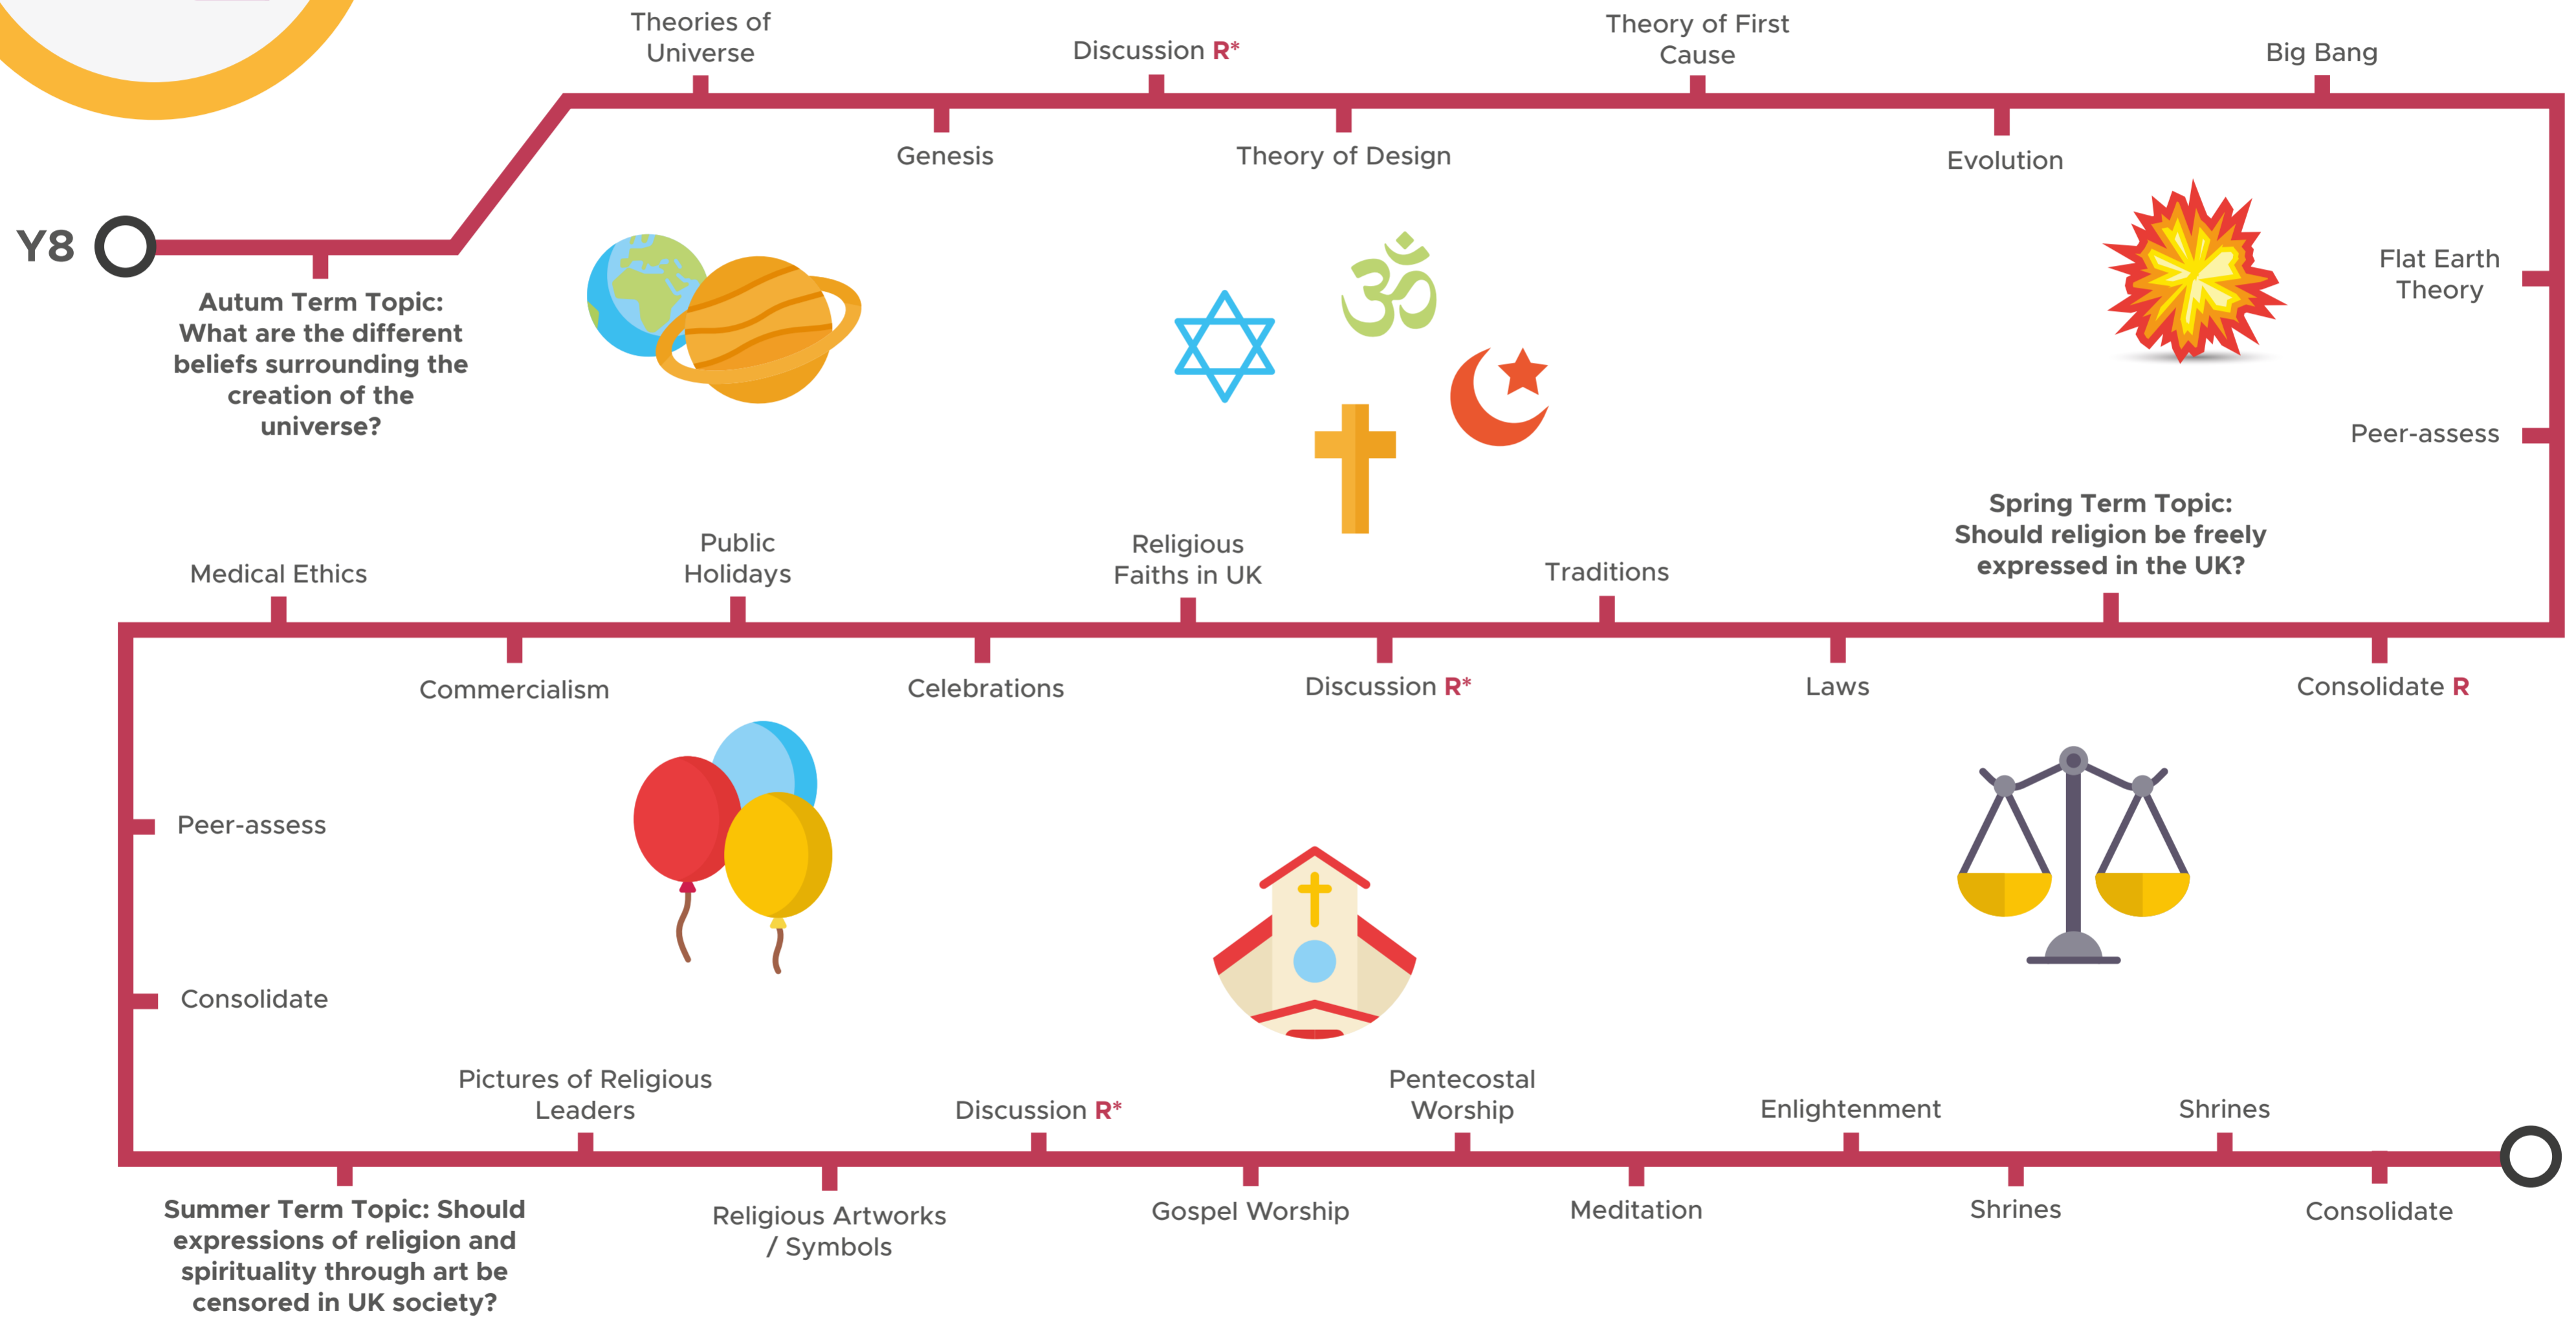 Theories of
Universe
Discussion R*
Theory of First
Cause
Big Bang
Genesis
Theory of Design
Evolution
Y8
Autum Term Topic:
What are the different
beliefs surrounding the
creation of the
universe?
Flat Earth
Theory
Peer-assess
Spring Term Topic:
Should religion be freely
expressed in the UK?
Medical Ethics
Public
Holidays
Religious
Faiths in UK
Traditions
Commercialism
Celebrations
Discussion R*
Laws
Consolidate R
Peer-assess
Consolidate
Pictures of Religious
Leaders
Discussion R*
Pentecostal
Worship
Enlightenment
Shrines
Summer Term Topic: Should
expressions of religion and
spirituality through art be
censored in UK society?
Religious Artworks
/ Symbols
Gospel Worship
Meditation
Shrines
Consolidate